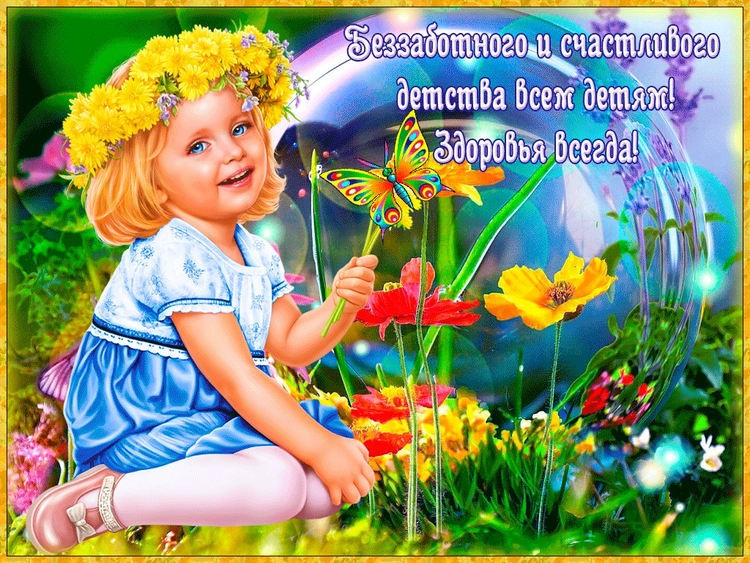 Беззаботного и счастливого
детства всем детям!
Здоровья всегда!